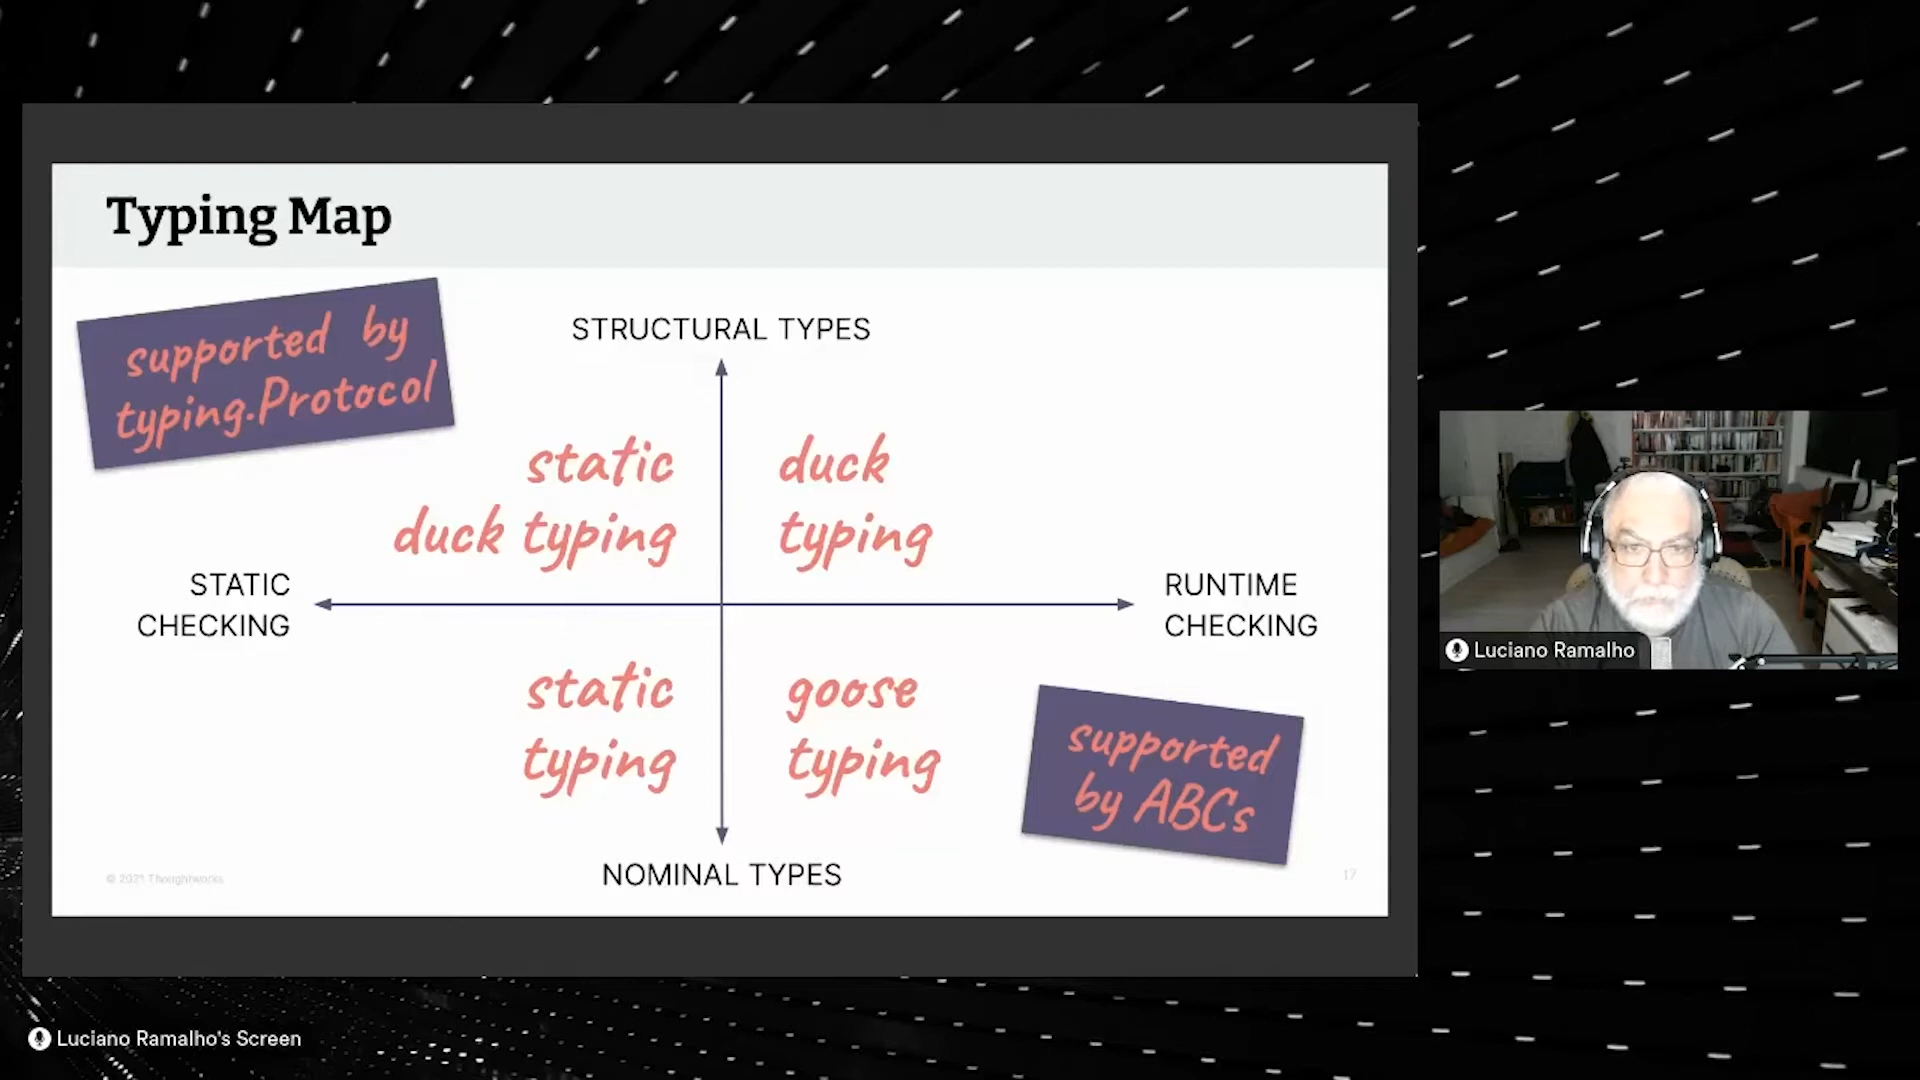 Typing Map
supported by
typing.Protocol
STRUCTURAL TYPES
static
duck typing
duck
typing
STATIC
CHECKING
RUNTIME
CHECKING
static
typing
goose
typing
supported
by ABCs
NOMINAL TYPES
© 2021 Thoughtworks
17
Luciano Ramalho
Luciano Ramalho's Screen